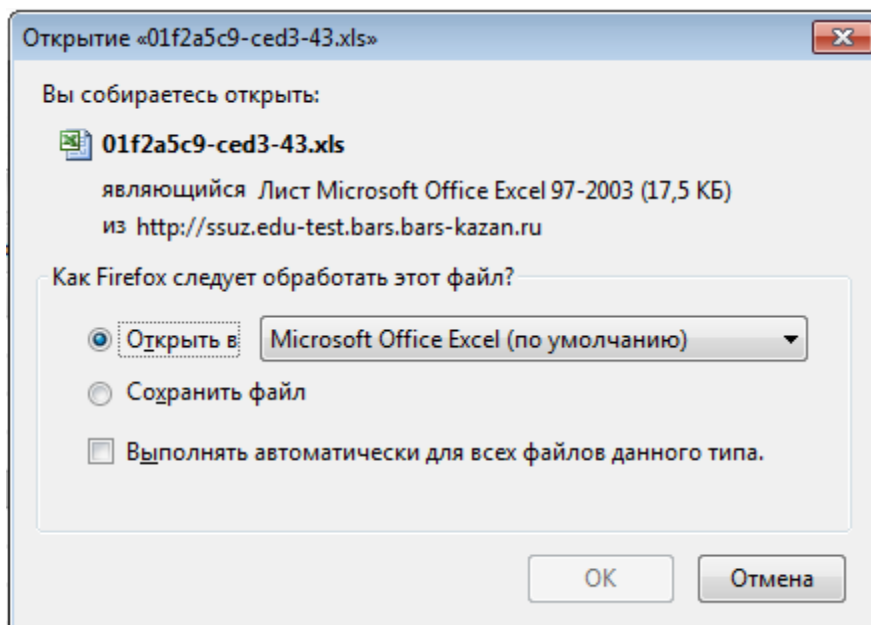 Открытие «01f2a5c9-ced3-43.xls»
Вы собираетесь открыть:
01f2a5c9-ced3-43.xls
являющийся Лист Microsoft Office Excel 97-2003 (17,5 КБ)
из http://ssuz.edu-test.bars.bars-kazan.ru
Как Firefox следует обработать этот файл?
Открыть в Microsoft Office Excel (по умолчанию)
Сохранить файл
Выполнять автоматически для всех файлов данного типа.
ОК Отмена